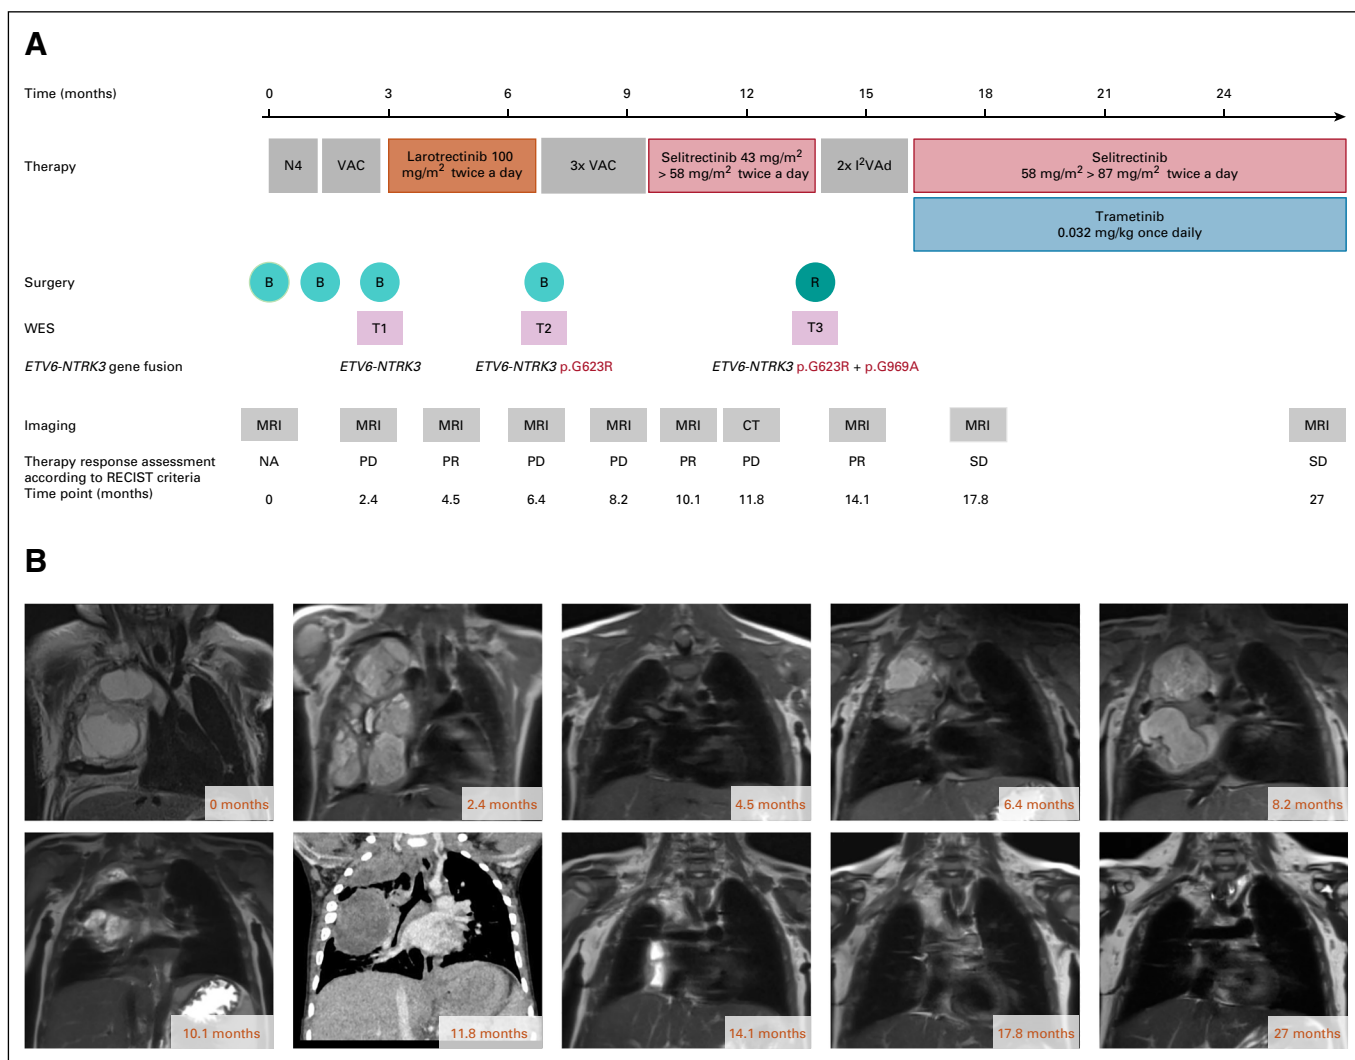 A
Time (months)
0 3 6 9 12 15 18 21 24
Therapy
N4
VAC
Larotrectinib 100
mg/m² twice a day
3x VAC
Selitrectinib 43 mg/m²
> 58 mg/m² twice a day
2x I²VAd
Selitrectinib
58 mg/m² > 87 mg/m² twice a day
Trametinib
0.032 mg/kg once daily
Surgery
B B B B R
WES
T1 T2 T3
ETV6-NTRK3 gene fusion
ETV6-NTRK3 ETV6-NTRK3 p.G623R ETV6-NTRK3 p.G623R + p.G969A
Imaging
MRI MRI MRI MRI MRI MRI CT MRI MRI MRI
Therapy response assessment
according to RECIST criteria
NA PD PR PD PD PR PD PR SD SD
Time point (months)
0 2.4 4.5 6.4 8.2 10.1 11.8 14.1 17.8 27
B
0 months
2.4 months
4.5 months
6.4 months
8.2 months
10.1 months
11.8 months
14.1 months
17.8 months
27 months